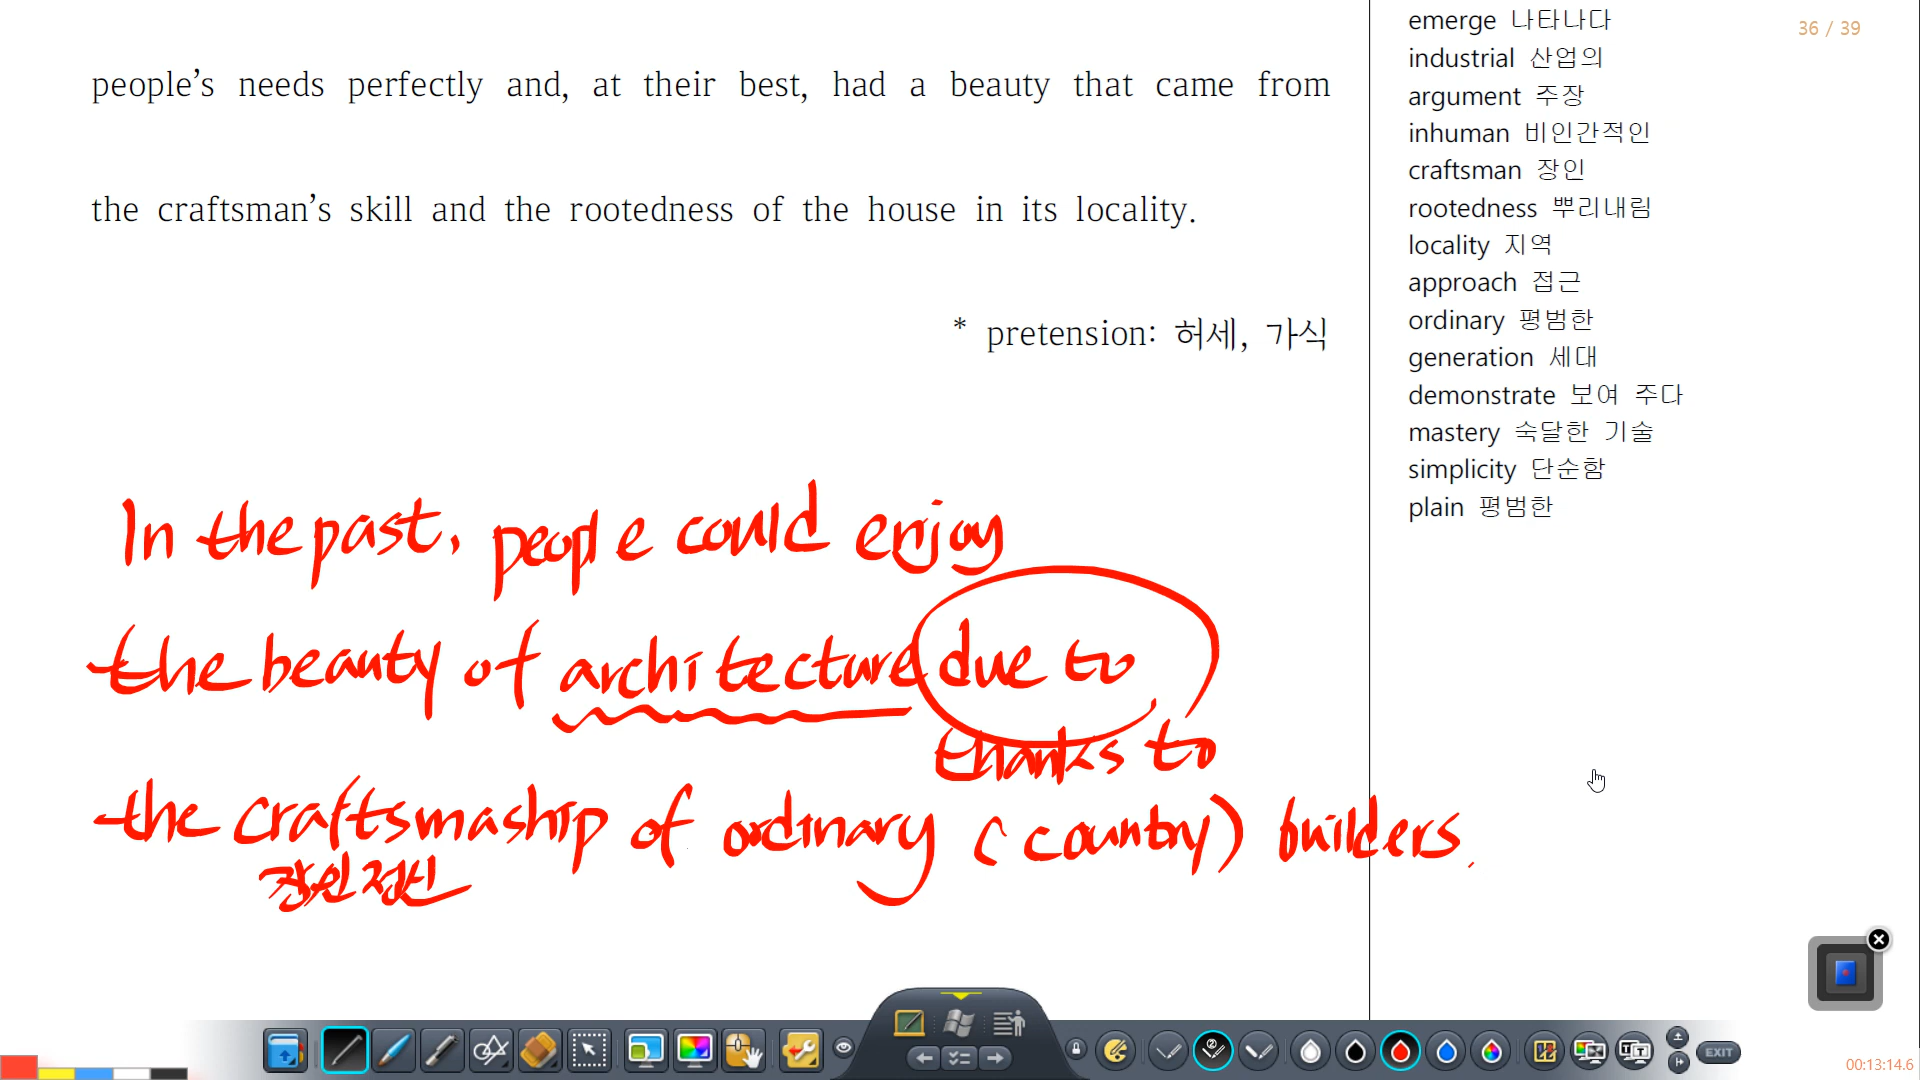 people's needs perfectly and, at their best, had a beauty that came from
the craftsman's skill and the rootedness of the house in its locality.
* pretension: 허세, 가식
In the past, people could enjoy
the beauty of architecture due to
thanks to
the craftsmaship of ordinary (country) builders.
장인정신
emerge 나타나다
industrial 산업의
argument 주장
inhuman 비인간적인
craftsman 장인
rootedness 뿌리내림
locality 지역
approach 접근
ordinary 평범한
generation 세대
demonstrate 보여 주다
mastery 숙달한 기술
simplicity 단순함
plain 평범한
36 / 39
EXIT
00:13:14.6